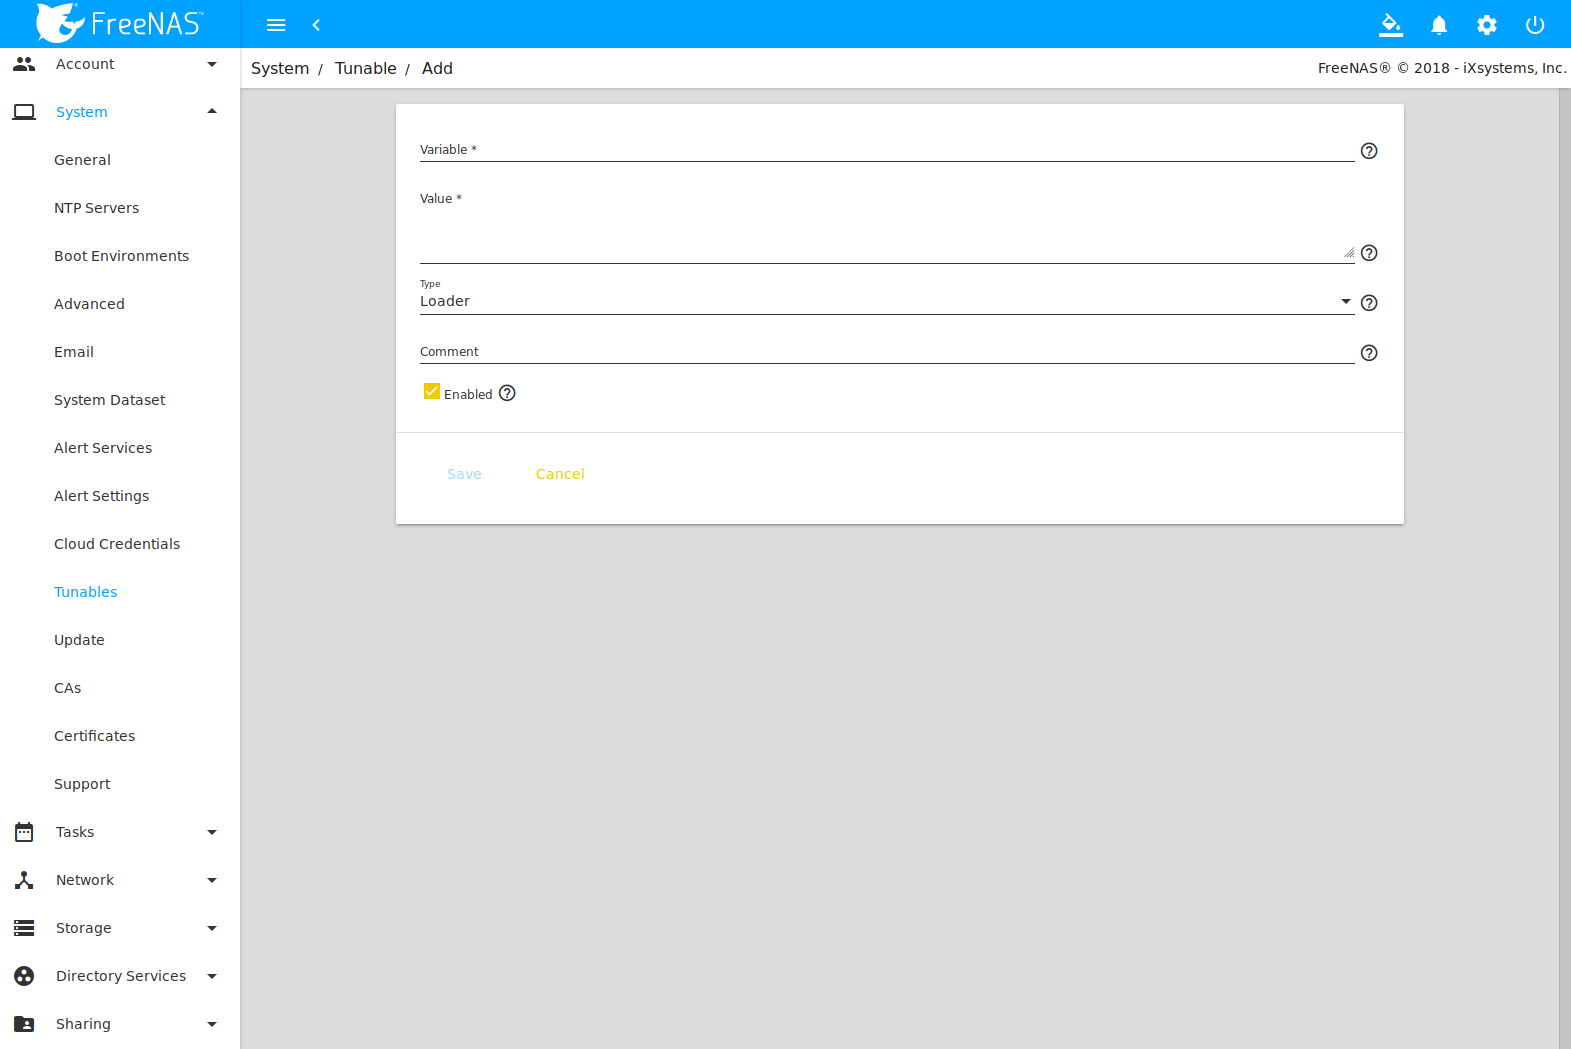 FreeNAS™
System / Tunable / Add
FreeNAS® © 2018 - iXsystems, Inc.
Account
System
General
NTP Servers
Boot Environments
Advanced
Email
System Dataset
Alert Services
Alert Settings
Cloud Credentials
Tunables
Update
CAs
Certificates
Support
Tasks
Network
Storage
Directory Services
Sharing
Variable *
Value *
Type
Loader
Comment
Enabled
Save Cancel